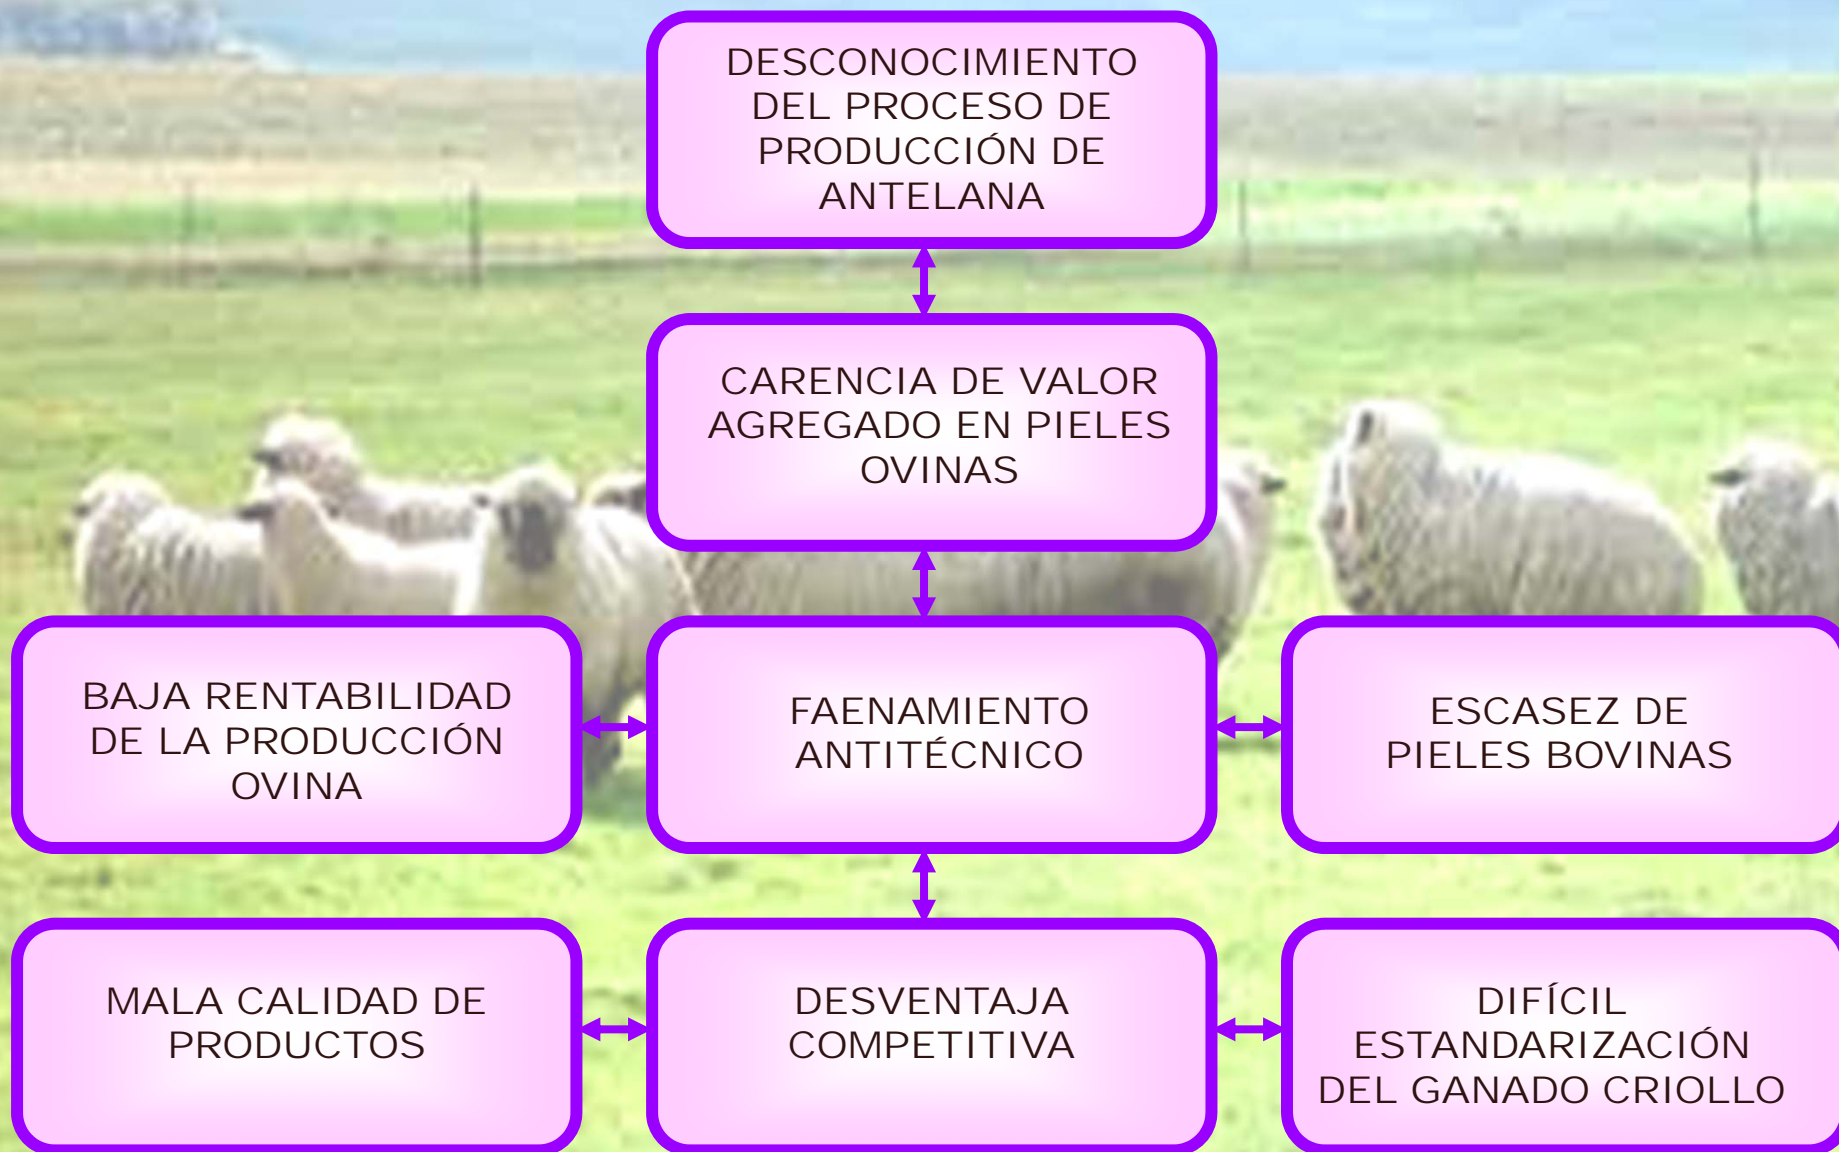 DESCONOCIMIENTO
DEL PROCESO DE
PRODUCCIÓN DE
ANTELANA
CARENCIA DE VALOR
AGREGADO EN PIELES
OVINAS
BAJA RENTABILIDAD
DE LA PRODUCCIÓN
OVINA
FAENAMIENTO
ANTITÉCNICO
ESCASEZ DE
PIELES BOVINAS
MALA CALIDAD DE
PRODUCTOS
DESVENTAJA
COMPETITIVA
DIFÍCIL
ESTANDARIZACIÓN
DEL GANADO CRIOLLO